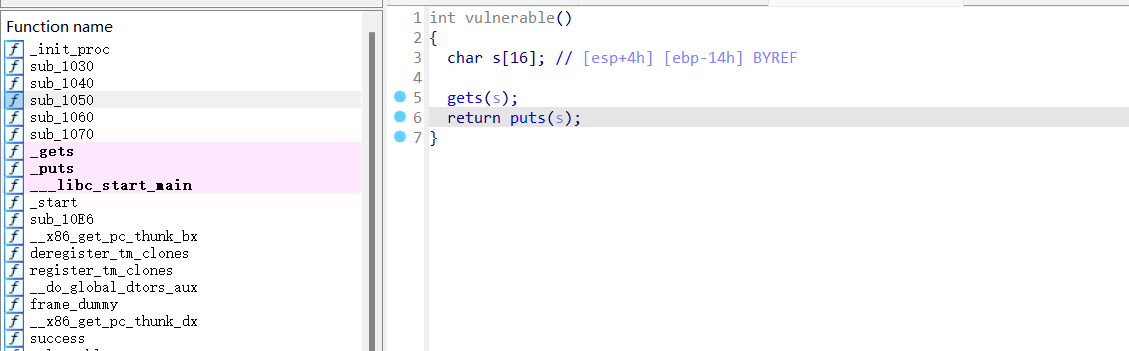 Function name
f _init_proc
f sub_1030
f sub_1040
f sub_1050
f sub_1060
f sub_1070
f _gets
f _puts
f ___libc_start_main
f _start
f sub_10E6
f __x86_get_pc_thunk_bx
f deregister_tm_clones
f register_tm_clones
f __do_global_dtors_aux
f frame_dummy
f __x86_get_pc_thunk_dx
f success
1 int vulnerable()
2 {
3 char s[16]; // [esp+4h] [ebp-14h] BYREF
4
5 gets(s);
6 return puts(s);
7 }